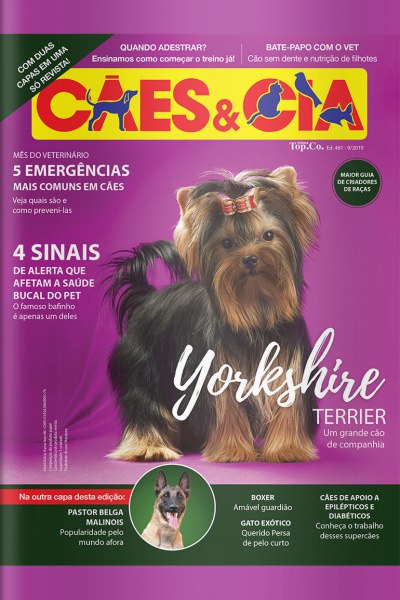 COM DUAS
CAPAS EM UMA
SÓ REVISTA!
QUANDO ADESTRAR?
Ensinamos como começar o treino já!
BATE-PAPO COM O VET
Cão sem dente e nutrição de filhotes
CÃES & CIA
Top.Co. Ed. 481 - 9/2019
MÊS DO VETERINÁRIO
5 EMERGÊNCIAS
MAIS COMUNS EM CÃES
Veja quais são e
como preveni-las
MAIOR GUIA
DE CRIADORES
DE RAÇAS
4 SINAIS
DE ALERTA QUE
AFETAM A SAÚDE
BUCAL DO PET
O famoso bafinho
é apenas um deles
Yorkshire
TERRIER
Um grande cão
de companhia
Na outra capa desta edição:
PASTOR BELGA
MALINOIS
Popularidade pelo
mundo afora
BOXER
Amável guardião
GATO EXÓTICO
Querido Persa
de pelo curto
CÃES DE APOIO A
EPILÉPTICOS E
DIABÉTICOS
Conheça o trabalho
desses supercães